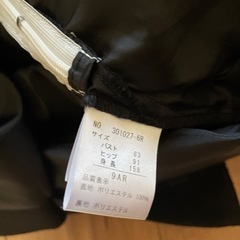 NO 301027-6R
サイズ
バスト 83
ヒップ 91
身長 158
9AR
品質表示
表地 ポリエステル 100%
裏地 ポリエステル